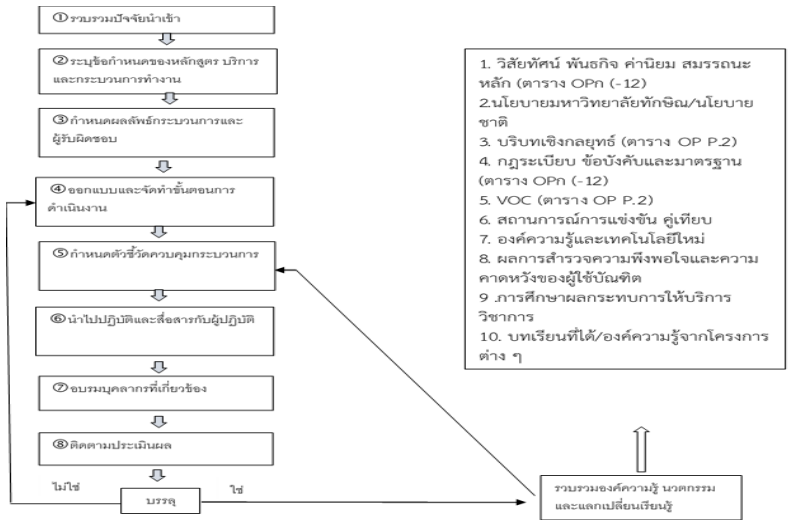 ①รวบรวมปัจจัยนำเข้า
②ระบุข้อกำหนดของหลักสูตร บริการ
และกระบวนการทำงาน
③กำหนดผลลัพธ์กระบวนการและ
ผู้รับผิดชอบ
④ออกแบบและจัดทำขั้นตอนการ
ดำเนินงาน
⑤กำหนดตัวชี้วัดควบคุมกระบวนการ
⑥นำไปปฏิบัติและสื่อสารกับผู้ปฏิบัติ
⑦อบรมบุคลากรที่เกี่ยวข้อง
⑧ติดตามประเมินผล
ไม่ใช่
บรรลุ
ใช่
1. วิสัยทัศน์ พันธกิจ ค่านิยม สมรรถนะ
หลัก (ตาราง OPก (-12)
2.นโยบายมหาวิทยาลัยทักษิณ/นโยบาย
ชาติ
3. บริบทเชิงกลยุทธ์ (ตาราง OP P.2)
4. กฎระเบียบ ข้อบังคับและมาตรฐาน
(ตาราง OPก (-12)
5. VOC (ตาราง OP P.2)
6. สถานการณ์การแข่งขัน คู่เทียบ
7. องค์ความรู้และเทคโนโลยีใหม่
8. ผลการสำรวจความพึงพอใจและความ
คาดหวังของผู้ใช้บัณฑิต
9 .การศึกษาผลกระทบการให้บริการ
วิชาการ
10. บทเรียนที่ได้/องค์ความรู้จากโครงการ
ต่าง ๆ
รวบรวมองค์ความรู้ นวตกรรม
และแลกเปลี่ยนเรียนรู้